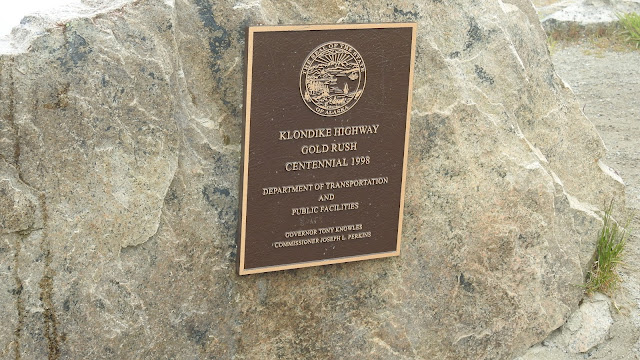 THE SEAL OF THE STATE
OF ALASKA
KLONDIKE HIGHWAY
GOLD RUSH
CENTENNIAL 1998
DEPARTMENT OF TRANSPORTATION
AND
PUBLIC FACILITIES
GOVERNOR TONY KNOWLES
COMMISSIONER JOSEPH L. PERKINS